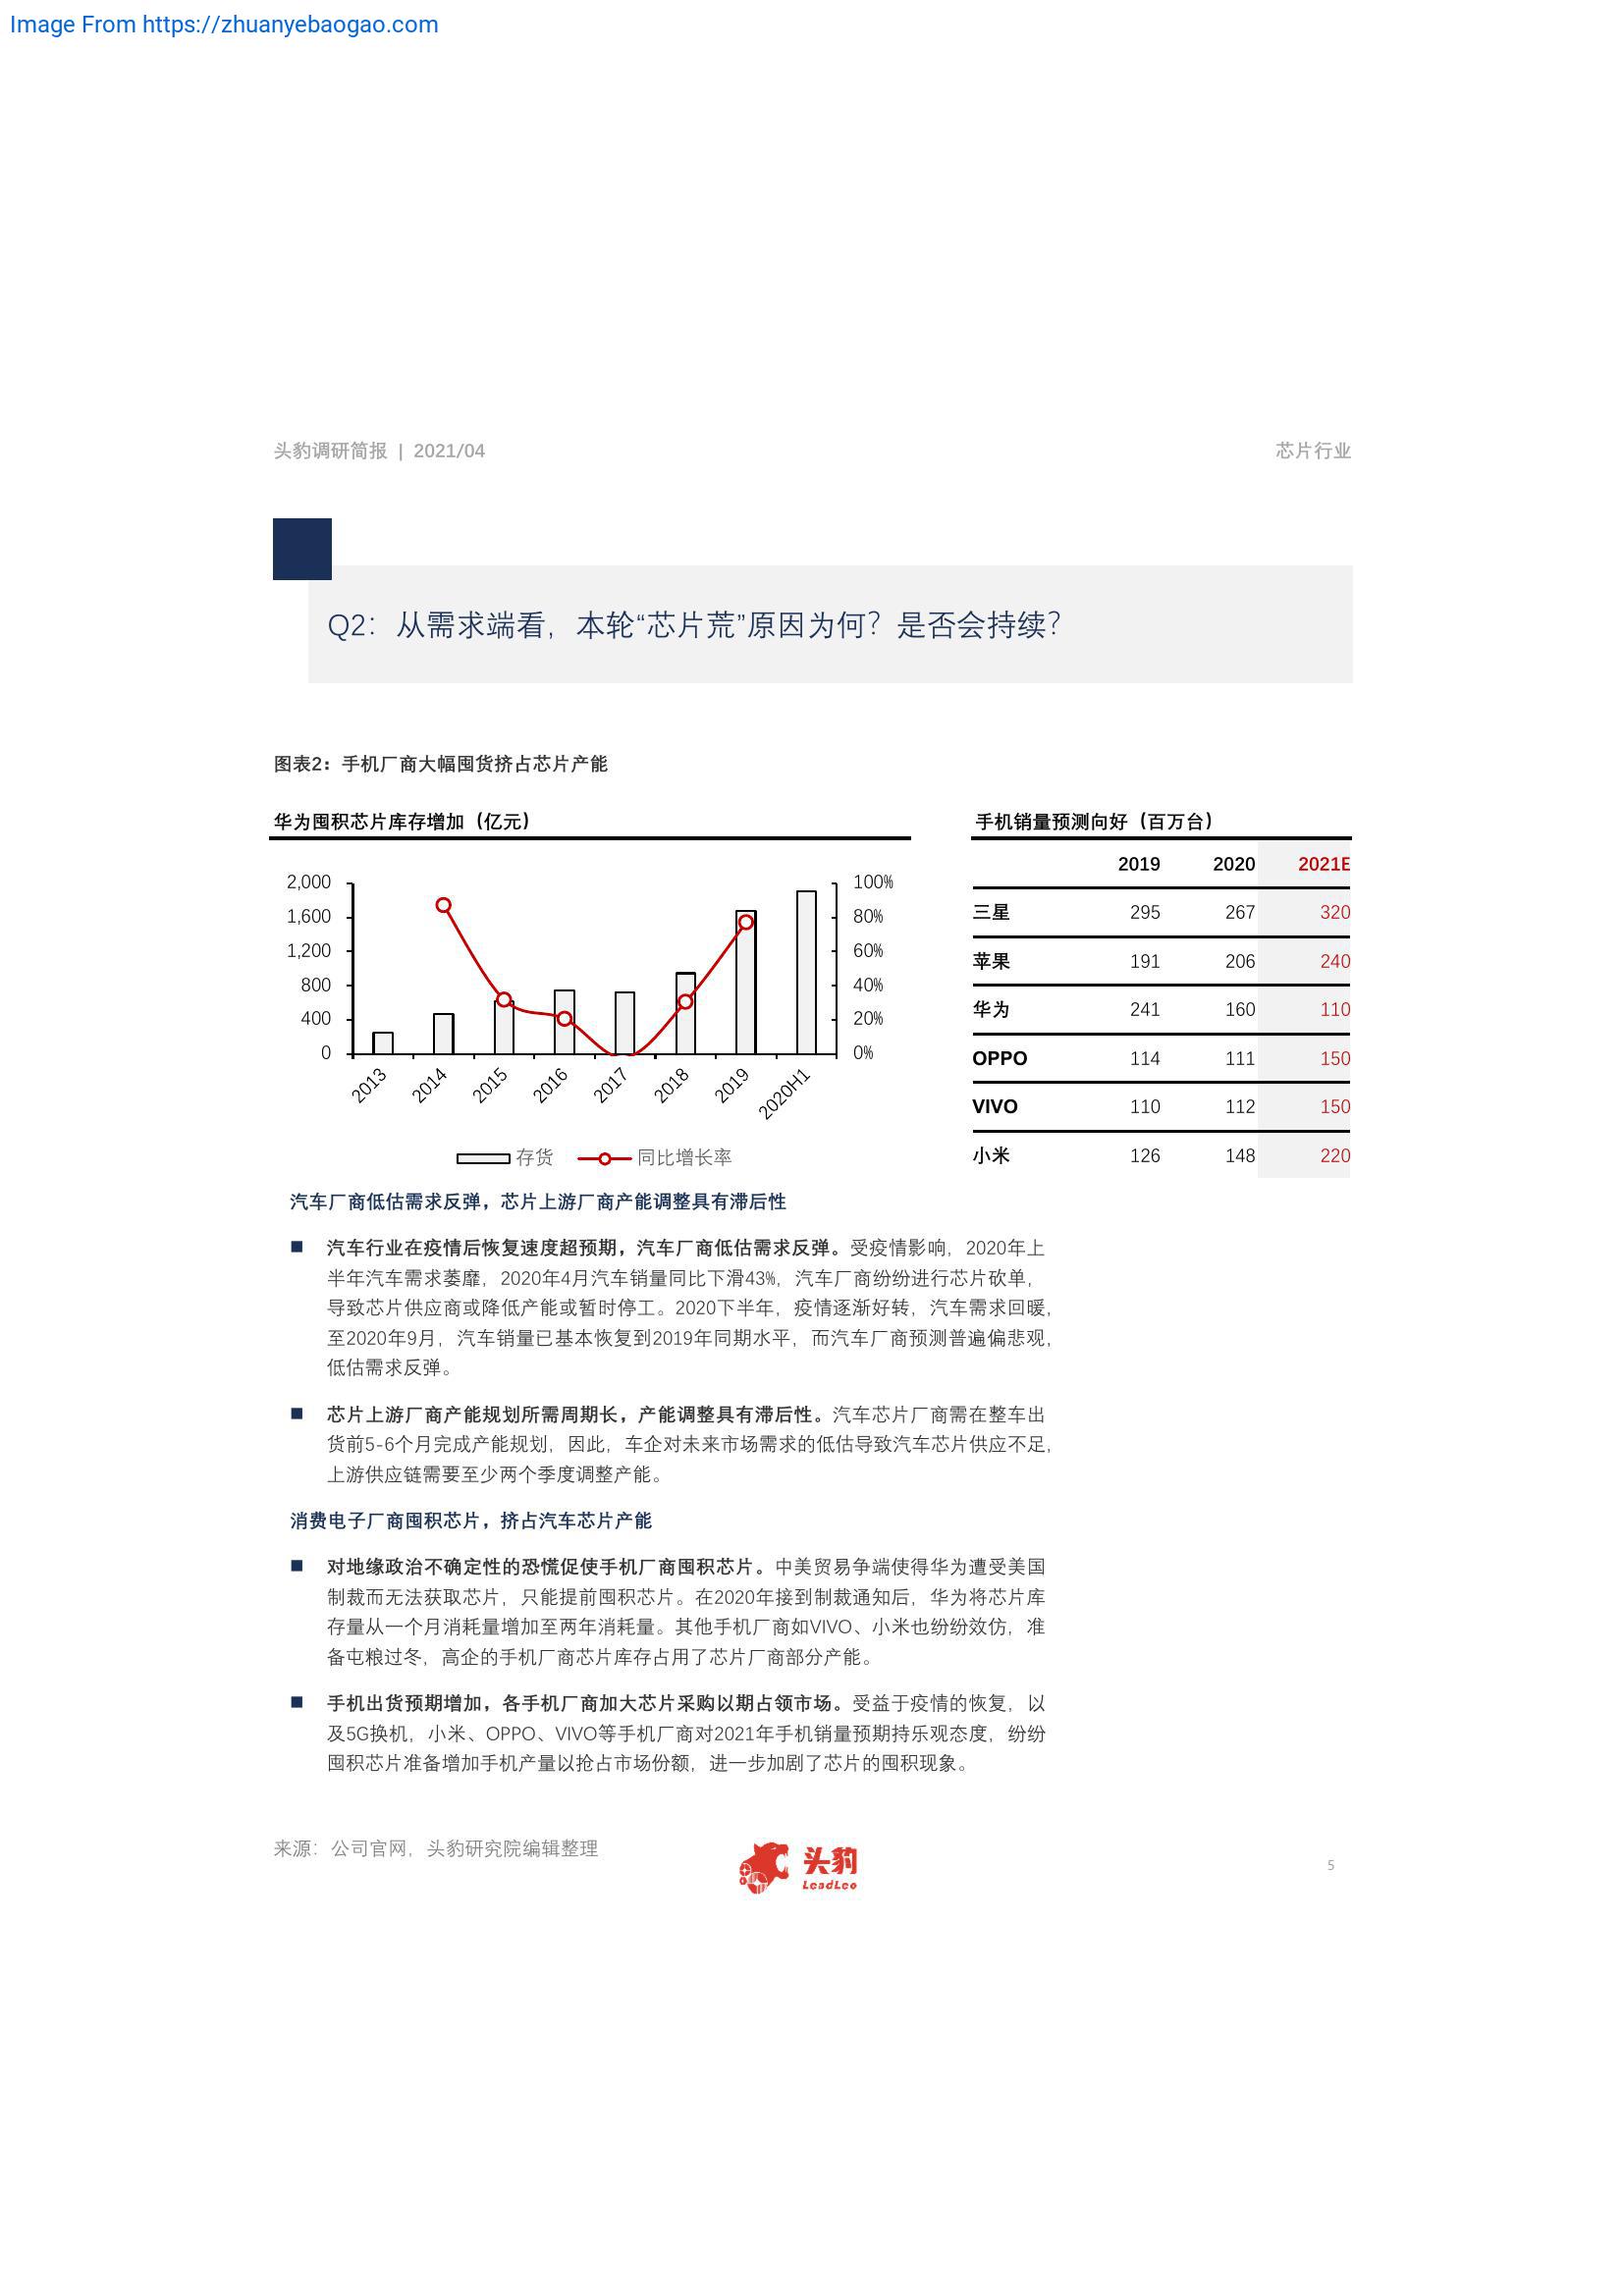 Image From https://zhuanyebaogao.com
头豹调研简报 | 2021/04
芯片行业
Q2：从需求端看，本轮“芯片荒”原因为何？是否会持续？
图表2：手机厂商大幅囤货挤占芯片产能
华为囤积芯片库存增加（亿元）
2,000
1,600
1,200
800
400
0
100%
80%
60%
40%
20%
0%
2013
2014
2015
2016
2017
2018
2019
2020H1
存货
同比增长率
手机销量预测向好（百万台）
2019 2020 2021E
三星 295 267 320
苹果 191 206 240
华为 241 160 110
OPPO 114 111 150
VIVO 110 112 150
小米 126 148 220
汽车厂商低估需求反弹，芯片上游厂商产能调整具有滞后性
■ 汽车行业在疫情后恢复速度超预期，汽车厂商低估需求反弹。受疫情影响，2020年上
半年汽车需求萎靡，2020年4月汽车销量同比下滑43%，汽车厂商纷纷进行芯片砍单，
导致芯片供应商或降低产能或暂时停工。2020下半年，疫情逐渐好转，汽车需求回暖，
至2020年9月，汽车销量已基本恢复到2019年同期水平，而汽车厂商预测普遍偏悲观，
低估需求反弹。
■ 芯片上游厂商产能规划所需周期长，产能调整具有滞后性。汽车芯片厂商需在整车出
货前5-6个月完成产能规划，因此，车企对未来市场需求的低估导致汽车芯片供应不足，
上游供应链需要至少两个季度调整产能。
消费电子厂商囤积芯片，挤占汽车芯片产能
■ 对地缘政治不确定性的恐慌促使手机厂商囤积芯片。中美贸易争端使得华为遭受美国
制裁而无法获取芯片，只能提前囤积芯片。在2020年接到制裁通知后，华为将芯片库
存量从一个月消耗量增加至两年消耗量。其他手机厂商如VIVO、小米也纷纷效仿，准
备屯粮过冬，高企的手机厂商芯片库存占用了芯片厂商部分产能。
■ 手机出货预期增加，各手机厂商加大芯片采购以期占领市场。受益于疫情的恢复，以
及5G换机，小米、OPPO、VIVO等手机厂商对2021年手机销量预期持乐观态度，纷纷
囤积芯片准备增加手机产量以抢占市场份额，进一步加剧了芯片的囤积现象。
来源：公司官网，头豹研究院编辑整理
头豹
LeadLeo
5